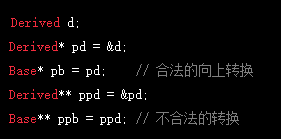 Derived d;
Derived* pd = &d;
Base* pb = pd;    // 合法的向上转换
Derived** ppd = &pd;
Base** ppb = ppd; // 不合法的转换